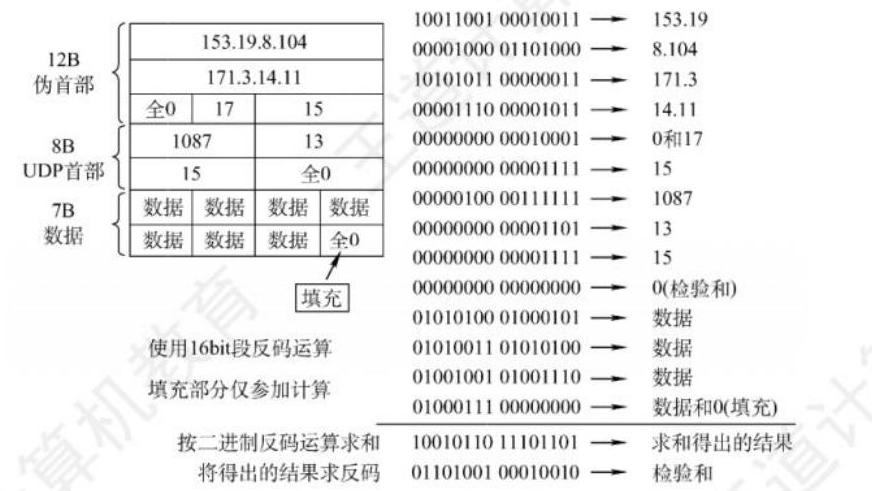 12B
伪首部
153.19.8.104
171.3.14.11
全0 17 15
8B
UDP首部
1087 13
15 全0
7B
数据
数据 数据 数据 数据
数据 数据 数据 全0
填充
使用16bit段反码运算
填充部分仅参加计算
10011001 00010011 → 153.19
00001000 01101000 → 8.104
10101011 00000011 → 171.3
00001110 00001011 → 14.11
00000000 00010001 → 0和17
00000000 00001111 → 15
00000100 00111111 → 1087
00000000 00001101 → 13
00000000 00001111 → 15
00000000 00000000 → 0(检验和)
01010100 01000101 → 数据
01010011 01010100 → 数据
01001001 01001110 → 数据
01000111 00000000 → 数据和0(填充)
按二进制反码运算求和 10010110 11101101 → 求和得出的结果
将得出的结果求反码 01101001 00010010 → 检验和